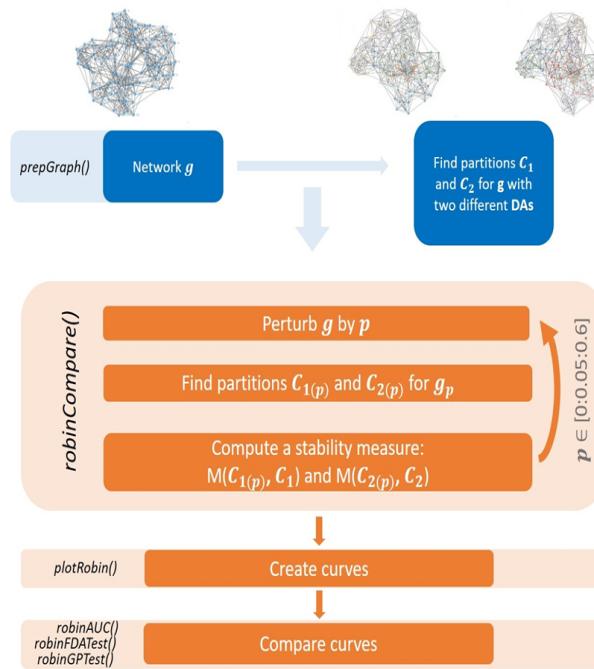 prepGraph()
Network g
Find partitions C₁
and C₂ for g with
two different DAs
robinCompare()
Perturb g by p
Find partitions C₁₍ₚ₎ and C₂₍ₚ₎ for gₚ
Compute a stability measure:
M(C₁₍ₚ₎, C₁) and M(C₂₍ₚ₎, C₂)
p ∈ [0:0.05:0.6]
plotRobin()
Create curves
robinAUC()
robinFDATest()
robinGPTest()
Compare curves